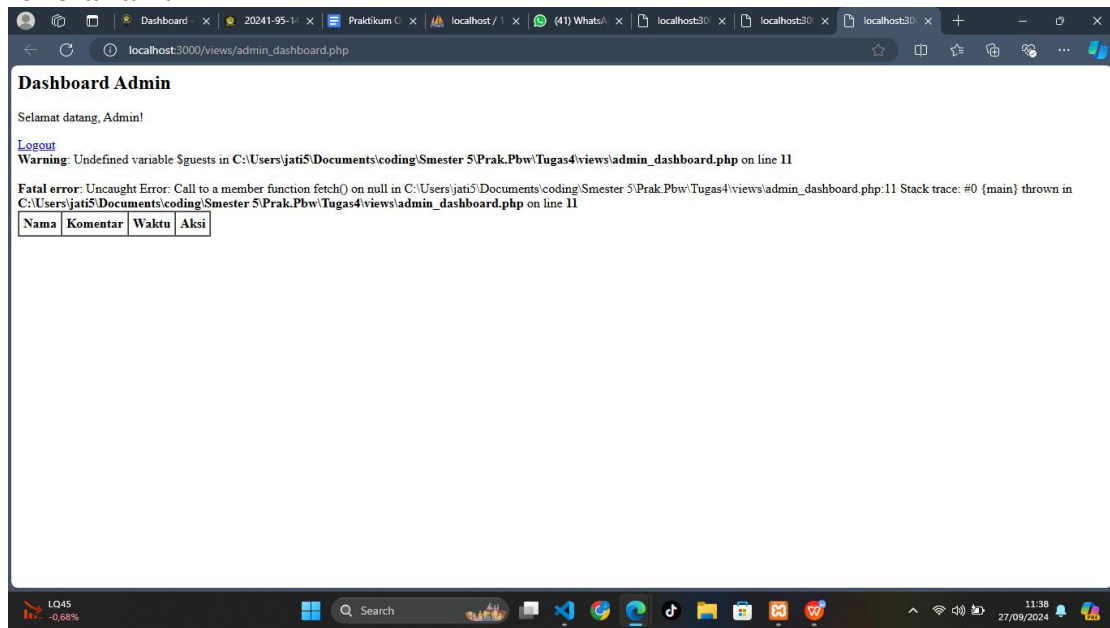 Dashboard -
20241-95-14
Praktikum O
localhost / 1
(41) WhatsA
localhost:300
localhost:300
localhost:300
localhost:3000/views/admin_dashboard.php
Dashboard Admin
Selamat datang, Admin!
Logout
Warning: Undefined variable $guests in C:\Users\jati5\Documents\coding\Smester 5\Prak.Pbw\Tugas4\views\admin_dashboard.php on line 11
Fatal error: Uncaught Error: Call to a member function fetch() on null in C:\Users\jati5\Documents\coding\Smester 5\Prak.Pbw\Tugas4\views\admin_dashboard.php:11 Stack trace: #0 {main} thrown in
C:\Users\jati5\Documents\coding\Smester 5\Prak.Pbw\Tugas4\views\admin_dashboard.php on line 11
Nama Komentar Waktu Aksi
LQ45
-0,68%
Search
11:38
27/09/2024